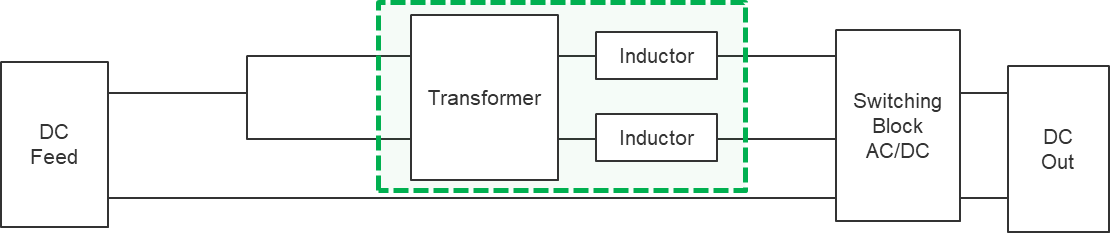 DC
Feed
Transformer
Inductor
Inductor
Switching
Block
AC/DC
DC
Out